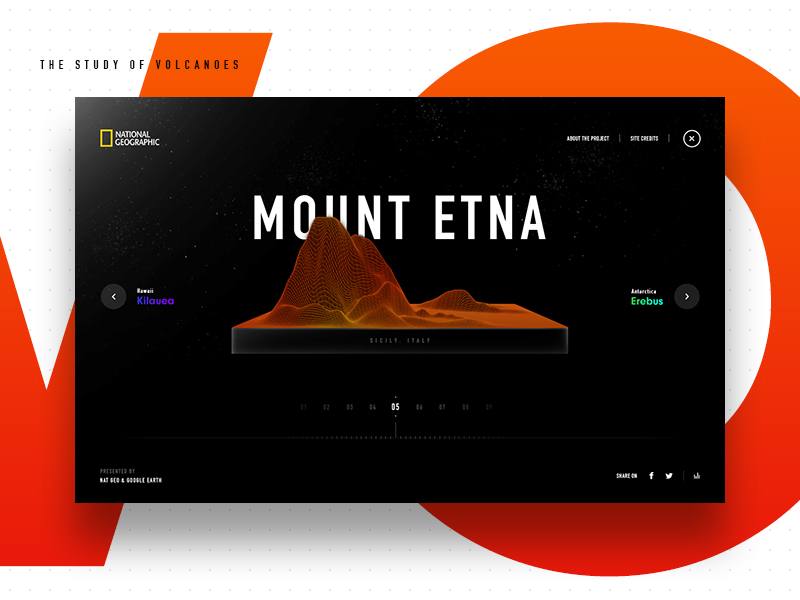 THE STUDY OF VOLCANOES
NATIONAL
GEOGRAPHIC
ABOUT THE PROJECT
SITE CREDITS
MOUNT ETNA
Hawaii
Kilauea
Antarctica
Erebus
SICILY, ITALY
01 02 03 04 05 06 07 08 09
PRESENTED BY
NAT GEO & GOOGLE EARTH
SHARE ON